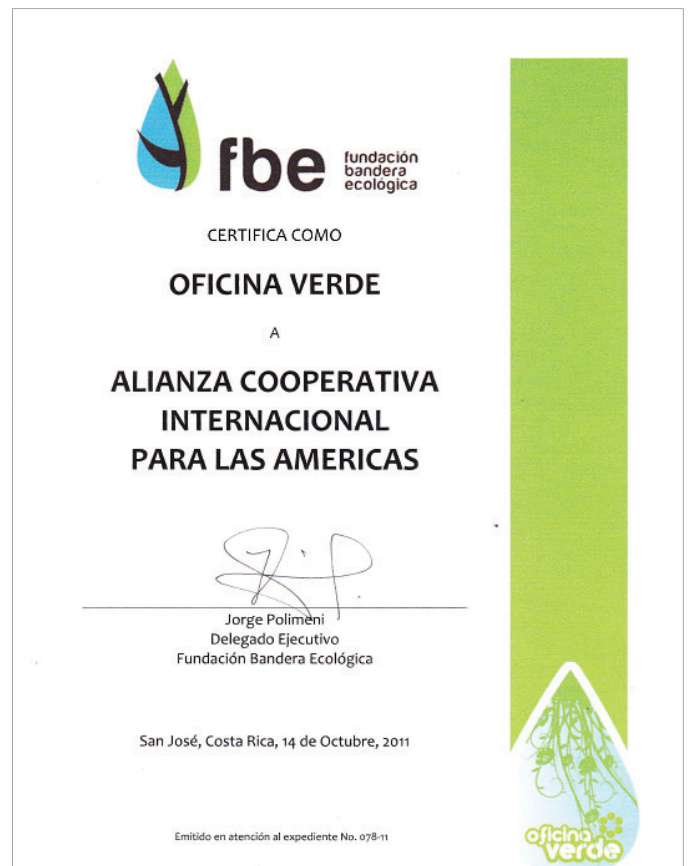 fbe
fundación
bandera
ecológica
CERTIFICA COMO
OFICINA VERDE
A
ALIANZA COOPERATIVA
INTERNACIONAL
PARA LAS AMERICAS
Jorge Polimeni
Delegado Ejecutivo
Fundación Bandera Ecológica
San José, Costa Rica, 14 de Octubre, 2011
Emitido en atención al expediente No. 078-11
oficina
verde